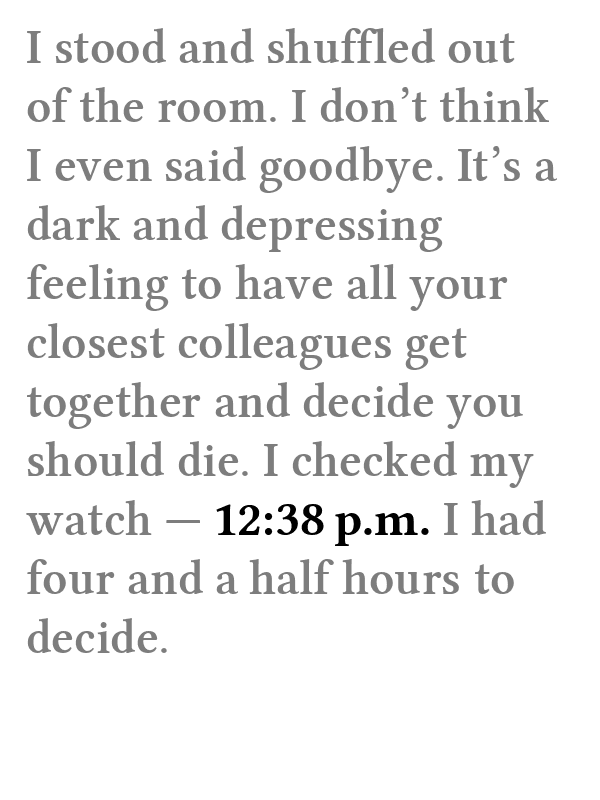 I stood and shuffled out
of the room. I don’t think
I even said goodbye. It’s a
dark and depressing
feeling to have all your
closest colleagues get
together and decide you
should die. I checked my
watch — 12:38 p.m. I had
four and a half hours to
decide.